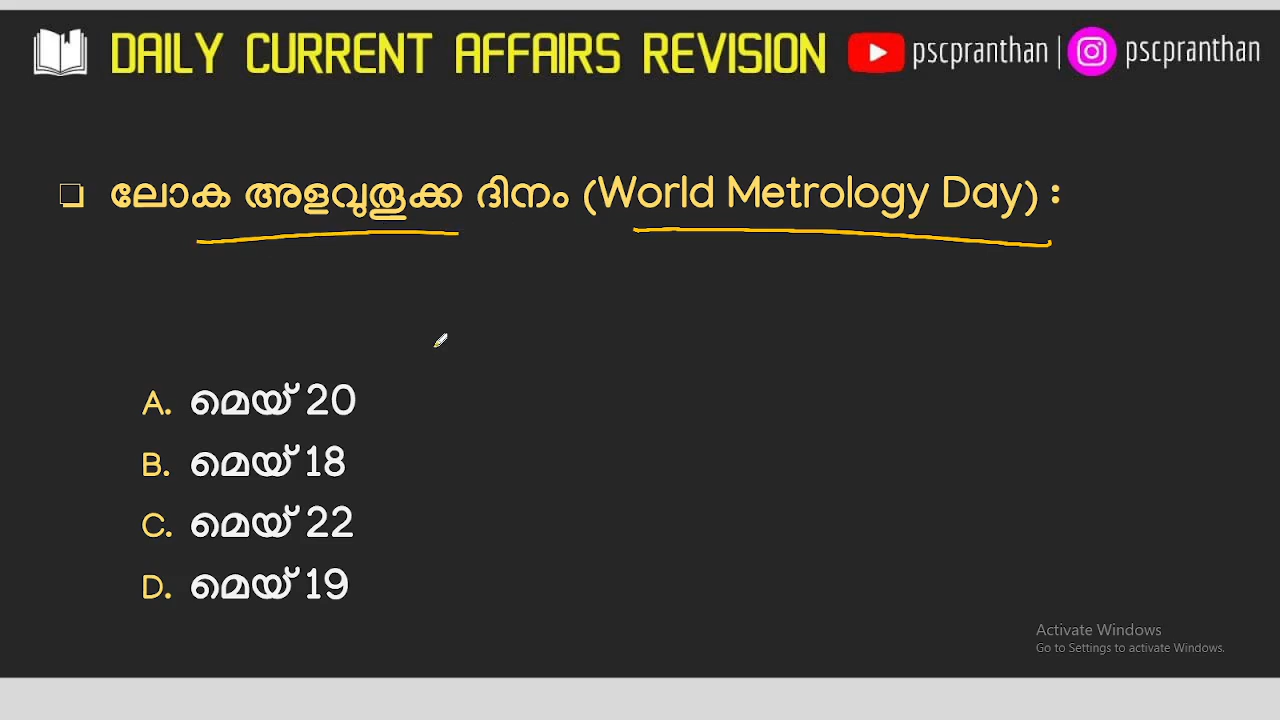 DAILY CURRENT AFFAIRS REVISION pscpranthan | pscpranthan
ലോക അളവുതൂക്ക ദിനം (World Metrology Day) :
A. മെയ് 20
B. മെയ് 18
C. മെയ് 22
D. മെയ് 19
Activate Windows
Go to Settings to activate Windows.